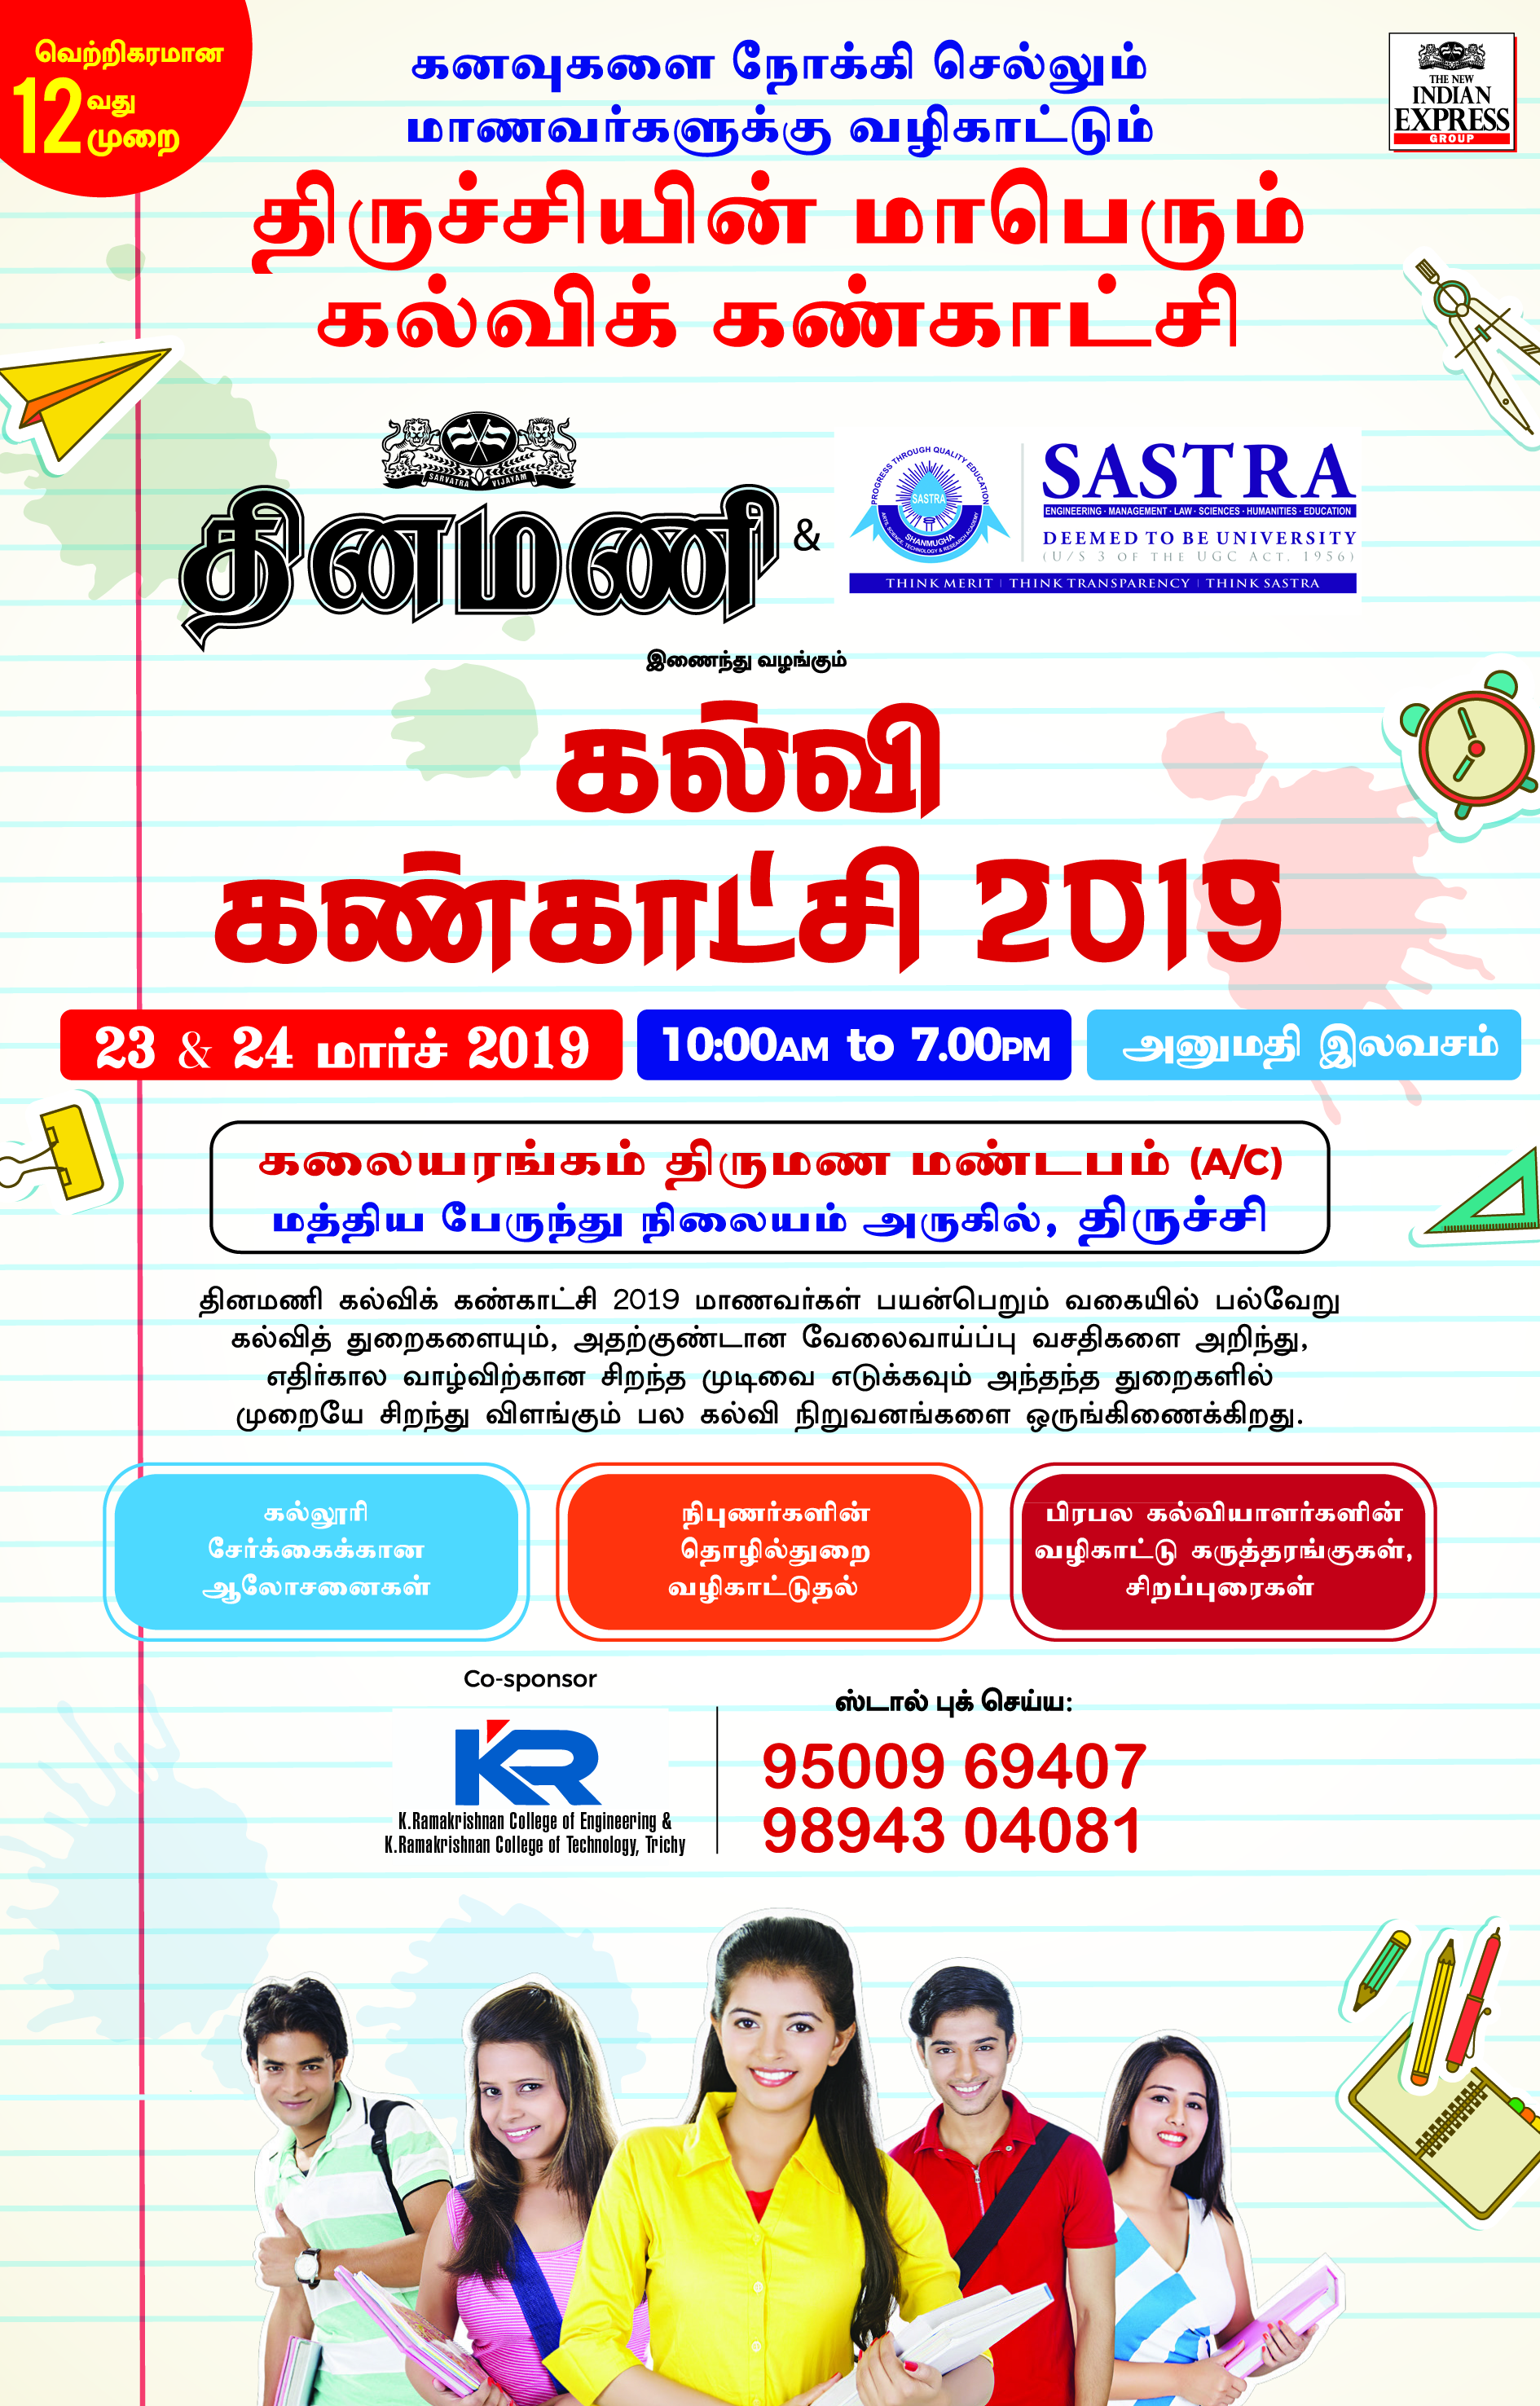 வெற்றிகரமான
12வது
முறை
கனவுகளை நோக்கி செல்லும்
மாணவர்களுக்கு வழிகாட்டும்
THE NEW
INDIAN
EXPRESS
GROUP
திருச்சியின் மாபெரும்
கல்விக் கண்காட்சி
SARVATRA VIJAYAM
தினமணி
&
PROGRESS THROUGH QUALITY EDUCATION
SASTRA
SHANMUGHA
ARTS, SCIENCE, TECHNOLOGY & RESEARCH ACADEMY
SASTRA
ENGINEERING · MANAGEMENT · LAW · SCIENCES · HUMANITIES · EDUCATION
DEEMED TO BE UNIVERSITY
(U/S 3 OF THE UGC ACT, 1956)
THINK MERIT | THINK TRANSPARENCY | THINK SASTRA
இணைந்து வழங்கும்
கல்வி
கண்காட்சி 2019
23 & 24 மார்ச் 2019
10:00AM to 7.00PM
அனுமதி இலவசம்
கலையரங்கம் திருமண மண்டபம் (A/C)
மத்திய பேருந்து நிலையம் அருகில், திருச்சி
தினமணி கல்விக் கண்காட்சி 2019 மாணவர்கள் பயன்பெறும் வகையில் பல்வேறு
கல்வித் துறைகளையும், அதற்குண்டான வேலைவாய்ப்பு வசதிகளை அறிந்து,
எதிர்கால வாழ்விற்கான சிறந்த முடிவை எடுக்கவும் அந்தந்த துறைகளில்
முறையே சிறந்து விளங்கும் பல கல்வி நிறுவனங்களை ஒருங்கிணைக்கிறது.
கல்லூரி
சேர்க்கைக்கான
ஆலோசனைகள்
நிபுணர்களின்
தொழில்துறை
வழிகாட்டுதல்
பிரபல கல்வியாளர்களின்
வழிகாட்டு கருத்தரங்குகள்,
சிறப்புரைகள்
Co-sponsor
KR
K.Ramakrishnan College of Engineering &
K.Ramakrishnan College of Technology, Trichy
ஸ்டால் புக் செய்ய:
95009 69407
98943 04081